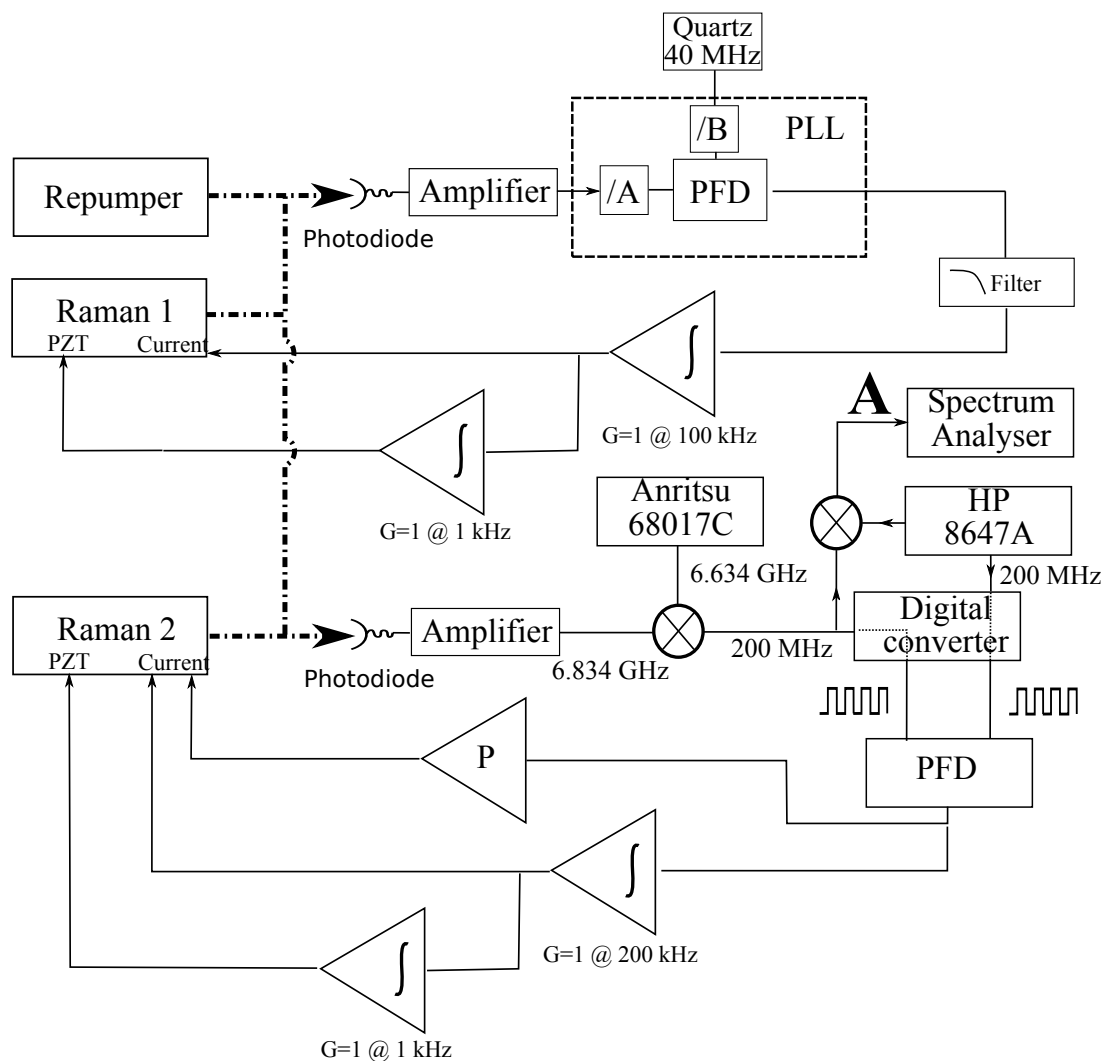 Quartz
40 MHz
/B
PLL
Repumper
Amplifier
/A
PFD
Photodiode
Filter
Raman 1
PZT
Current
∫
G=1 @ 100 kHz
A
Spectrum
Analyser
∫
G=1 @ 1 kHz
Anritsu
68017C
HP
8647A
6.634 GHz
200 MHz
Raman 2
PZT
Current
Amplifier
Digital
converter
200 MHz
6.834 GHz
Photodiode
P
PFD
∫
G=1 @ 200 kHz
∫
G=1 @ 1 kHz